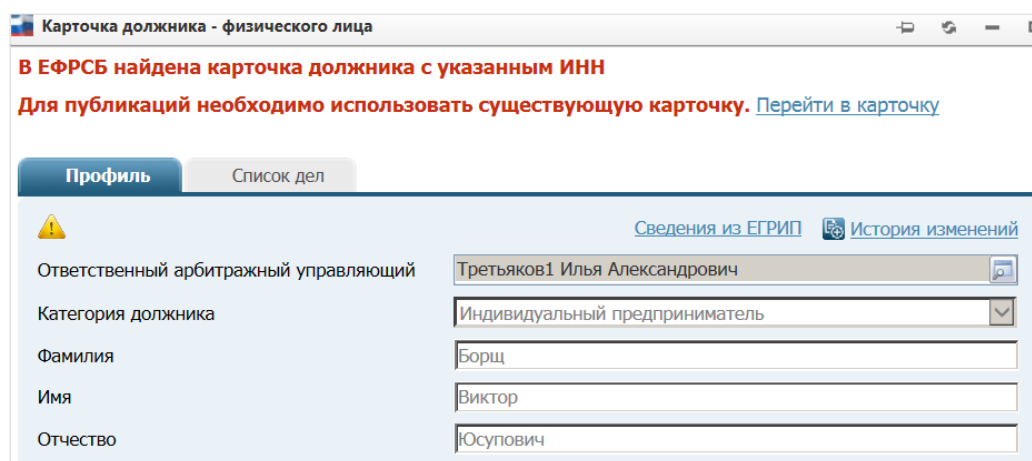 Карточка должника - физического лица
В ЕФРСБ найдена карточка должника с указанным ИНН
Для публикаций необходимо использовать существующую карточку. Перейти в карточку
Профиль Список дел
Сведения из ЕГРИП История изменений
Ответственный арбитражный управляющий Третьяков1 Илья Александрович
Категория должника Индивидуальный предприниматель
Фамилия Борщ
Имя Виктор
Отчество Юсупович